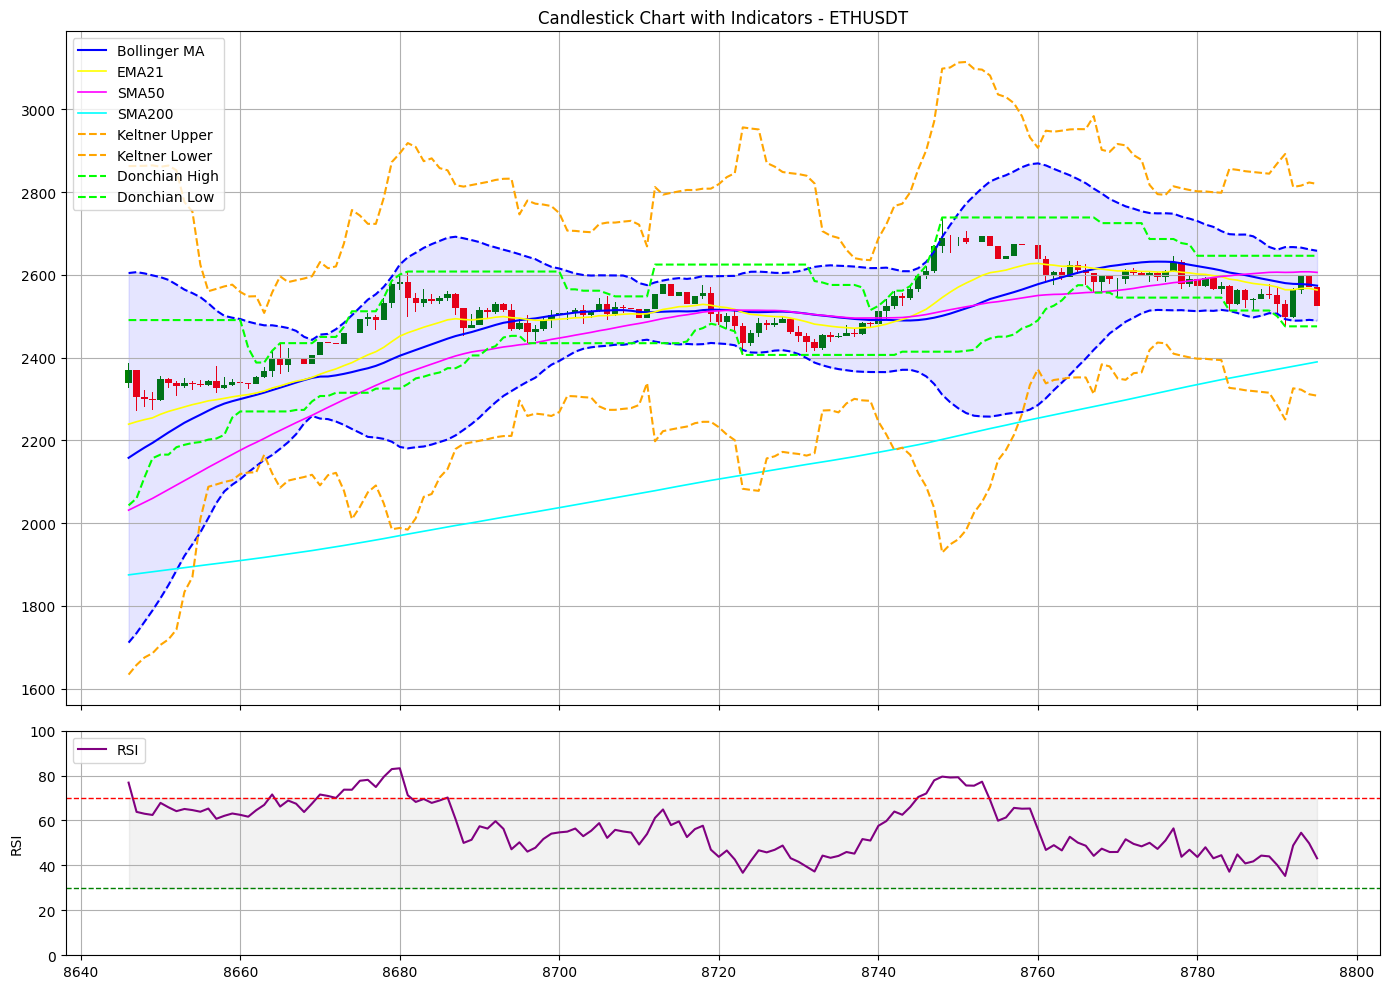 Candlestick Chart with Indicators - ETHUSDT
Bollinger MA
EMA21
SMA50
SMA200
Keltner Upper
Keltner Lower
Donchian High
Donchian Low
3000
2800
2600
2400
2200
2000
1800
1600
RSI
100
80
60
40
20
0
RSI
8640
8660
8680
8700
8720
8740
8760
8780
8800